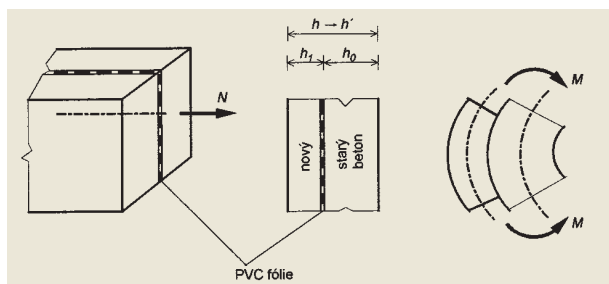 h → h´
h₁
h₀
N
nový
starý
beton
M
M
PVC fólie